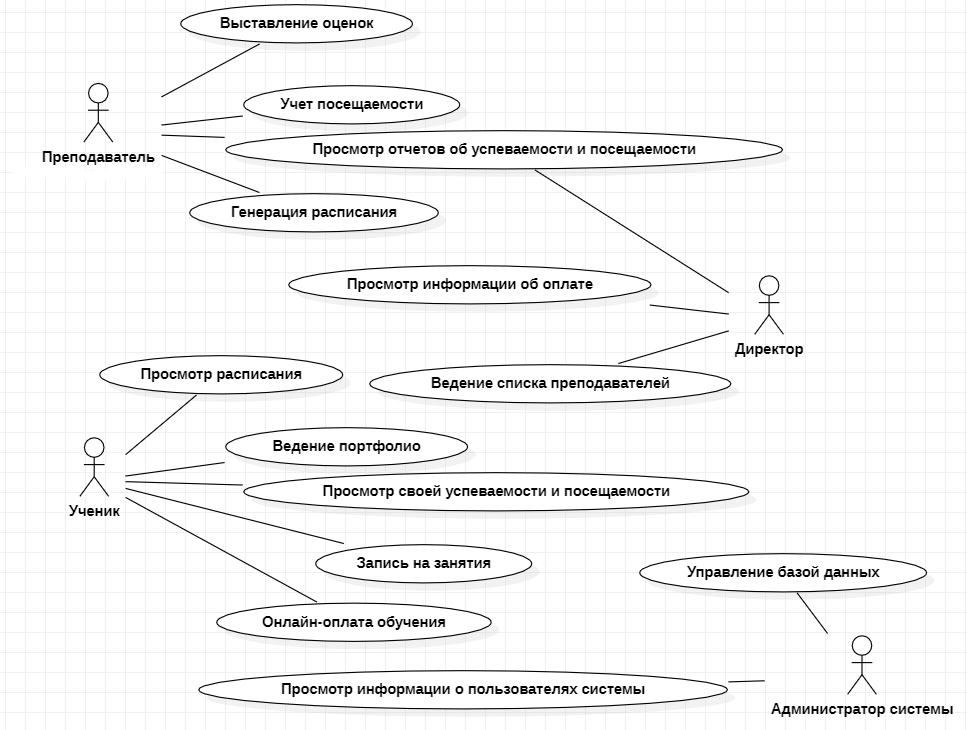 Выставление оценок
Учет посещаемости
Преподаватель
Просмотр отчетов об успеваемости и посещаемости
Генерация расписания
Просмотр информации об оплате
Директор
Просмотр расписания
Ведение списка преподавателей
Ведение портфолио
Просмотр своей успеваемости и посещаемости
Ученик
Запись на занятия
Управление базой данных
Онлайн-оплата обучения
Просмотр информации о пользователях системы
Администратор системы